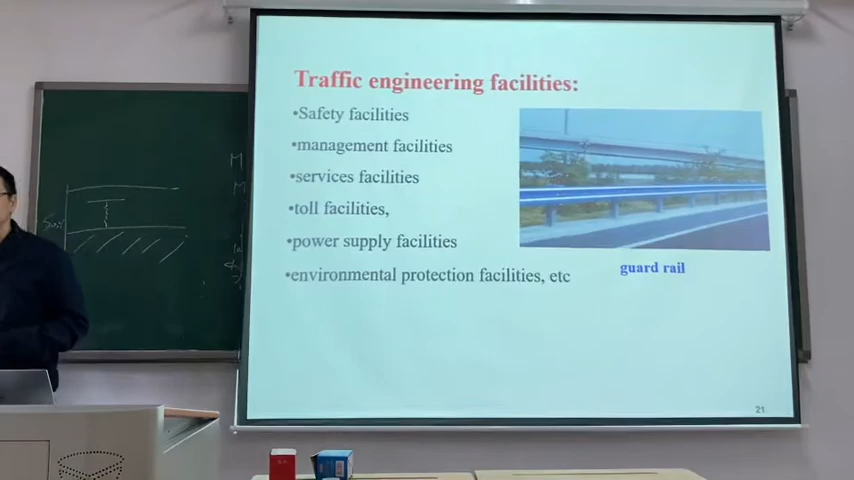 Traffic engineering facilities:
•Safety facilities
•management facilities
•services facilities
•toll facilities,
•power supply facilities
•environmental protection facilities, etc
guard rail
21